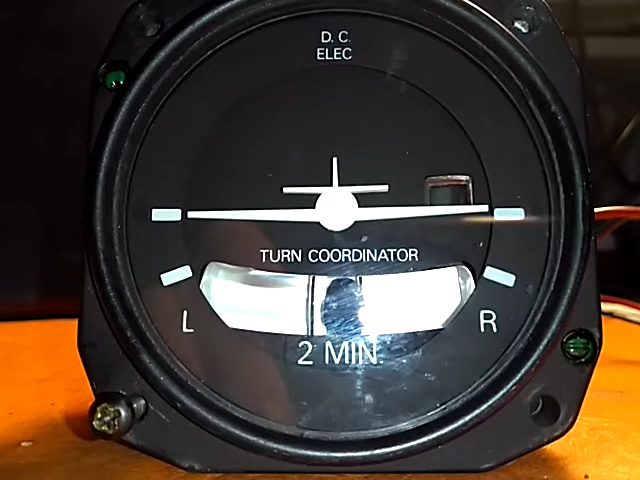 D. C.
ELEC
TURN COORDINATOR
L
R
2 MIN.